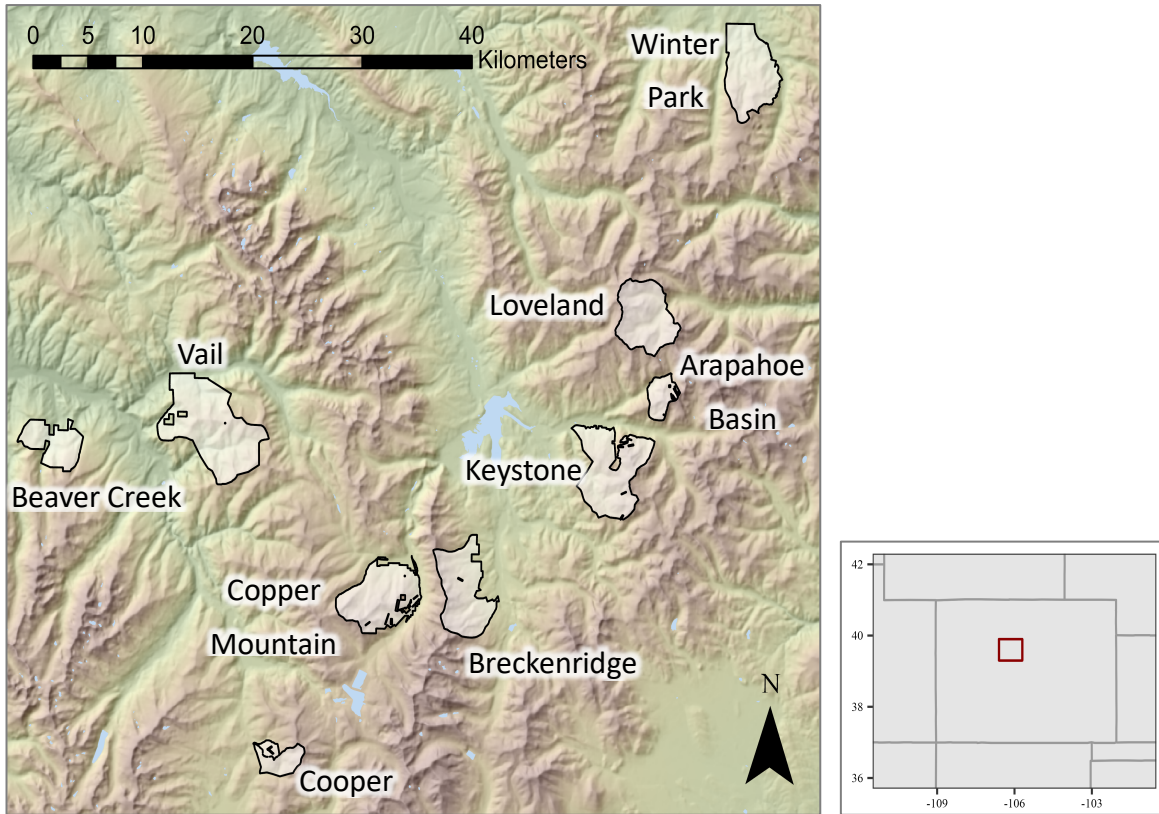 0 5 10 20 30 40
Kilometers
Winter
Park
Loveland
Arapahoe
Basin
Vail
Keystone
Beaver Creek
Copper
Mountain
Breckenridge
N
Cooper
42
40
38
36
-109 -106 -103